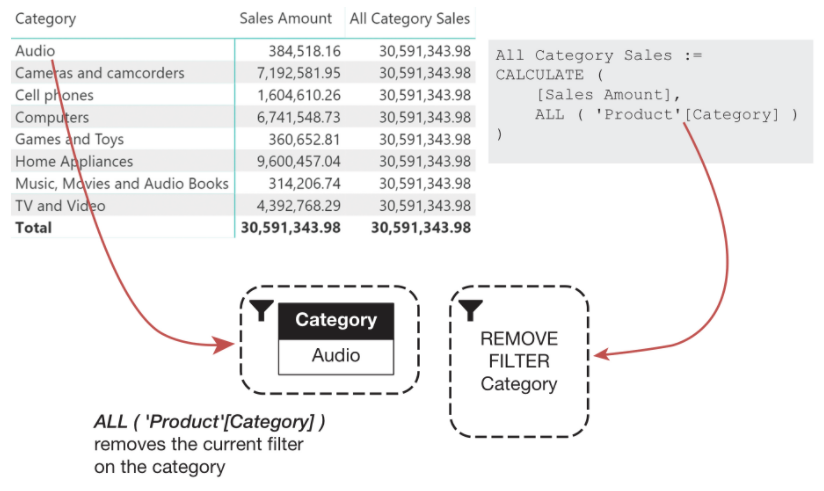 Category Sales Amount All Category Sales
Audio 384,518.16 30,591,343.98
Cameras and camcorders 7,192,581.95 30,591,343.98
Cell phones 1,604,610.26 30,591,343.98
Computers 6,741,548.73 30,591,343.98
Games and Toys 360,652.81 30,591,343.98
Home Appliances 9,600,457.04 30,591,343.98
Music, Movies and Audio Books 314,206.74 30,591,343.98
TV and Video 4,392,768.29 30,591,343.98
Total 30,591,343.98 30,591,343.98
All Category Sales :=
CALCULATE (
[Sales Amount],
ALL ( 'Product'[Category] )
)
Category
Audio
REMOVE
FILTER
Category
ALL ( 'Product'[Category] )
removes the current filter
on the category